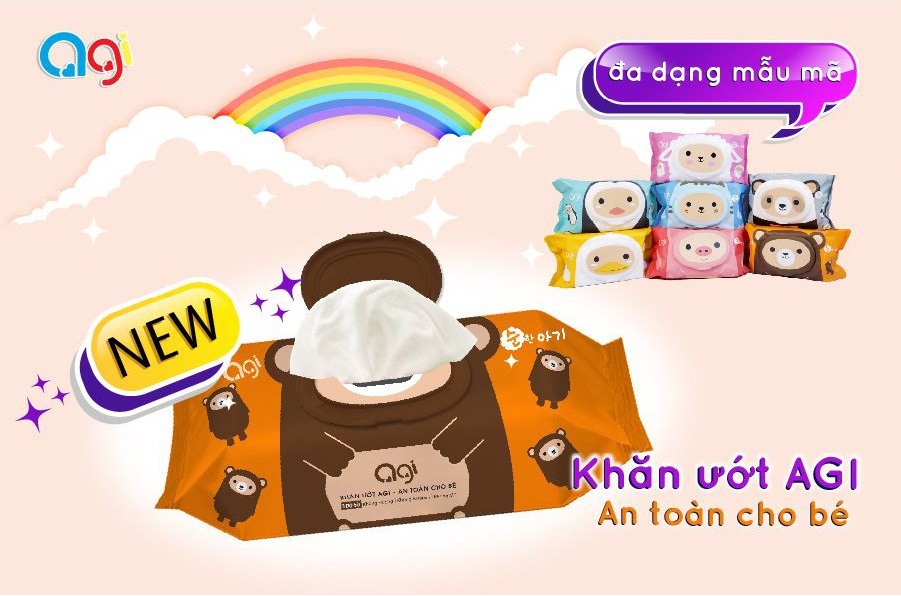 agi
đa dạng mẫu mã
NEW
agi
한 아기
agi
KHĂN ƯỚT AGI - AN TOÀN CHO BÉ
Khăn ướt AGI
An toàn cho bé